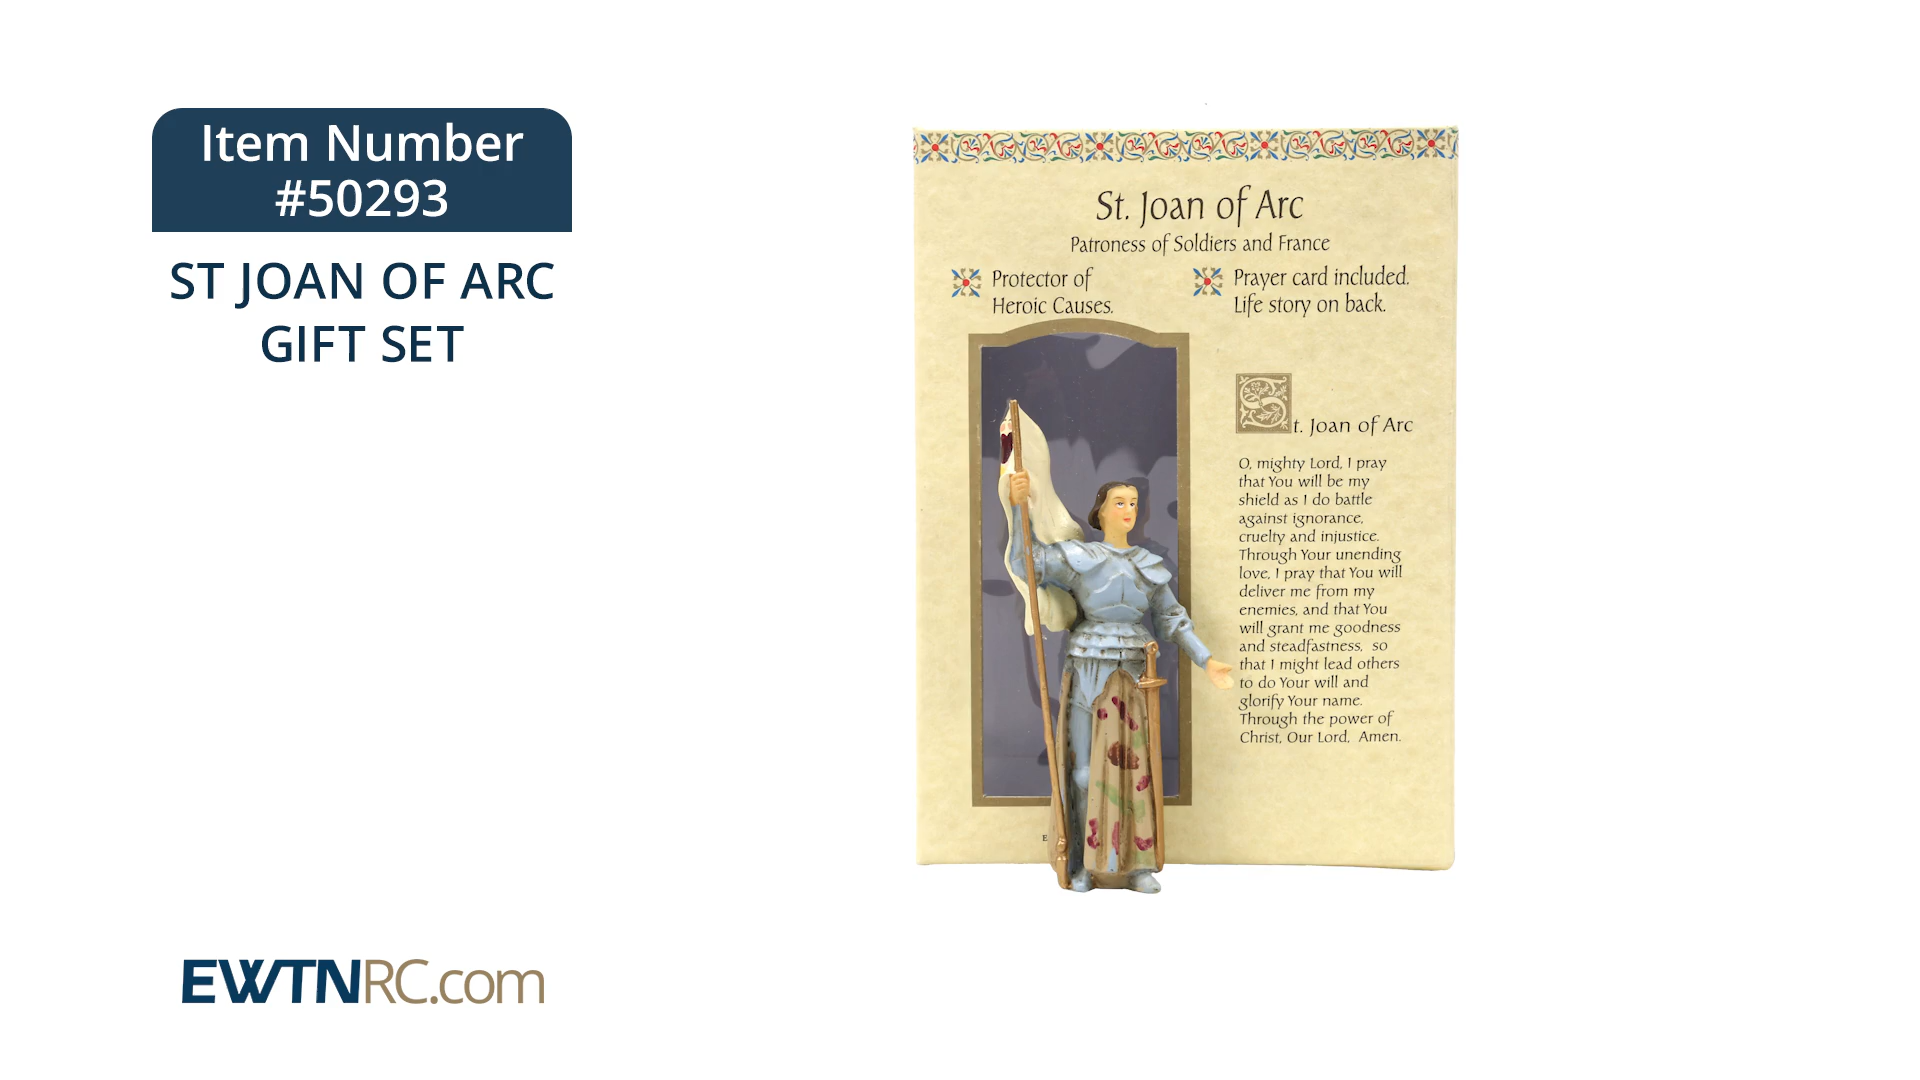 Item Number
#50293
ST JOAN OF ARC
GIFT SET
St. Joan of Arc
Patroness of Soldiers and France
Protector of
Heroic Causes.
Prayer card included.
Life story on back.
St. Joan of Arc
O, mighty Lord, I pray
that You will be my
shield as I do battle
against ignorance,
cruelty and injustice.
Through Your unending
love, I pray that You will
deliver me from my
enemies, and that You
will grant me goodness
and steadfastness, so
that I might lead others
to do Your will and
glorify Your name.
Through the power of
Christ, Our Lord, Amen.
E
EWTNRC.com